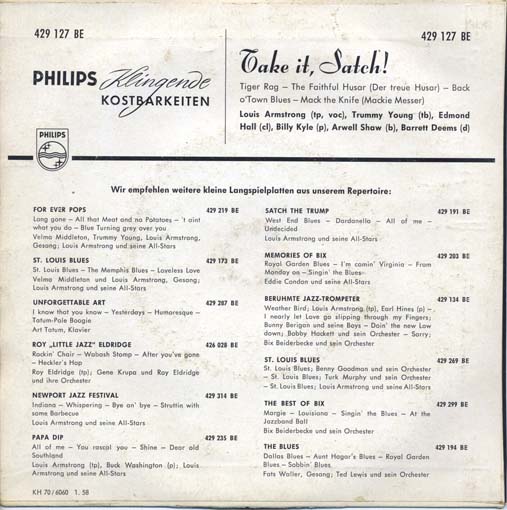 429 127 BE
429 127 BE
PHILIPS Klingende
KOSTBARKEITEN
Take it, Satch!
Tiger Rag – The Faithful Husar (Der treue Husar) – Back
o'Town Blues – Mack the Knife (Mackie Messer)
Louis Armstrong (tp, voc), Trummy Young (tb), Edmond
Hall (cl), Billy Kyle (p), Arwell Shaw (b), Barrett Deems (d)
PHILIPS
Wir empfehlen weitere kleine Langspielplatten aus unserem Repertoire:
FOR EVER POPS 429 219 BE
Long gone – All that Meat and no Potatoes – 't aint
what you do – Blue Turning grey over you
Velma Middleton, Trummy Young, Louis Armstrong,
Gesang; Louis Armstrong und seine All-Stars
ST. LOUIS BLUES 429 173 BE
St. Louis Blues – The Memphis Blues – Loveless Love
Velma Middleton und Louis Armstrong, Gesang;
Louis Armstrong und seine All-Stars
UNFORGETTABLE ART 429 287 BE
I know that you know – Yesterdays – Humoresque –
Tatum-Pole Boogie
Art Tatum, Klavier
ROY „LITTLE JAZZ" ELDRIDGE 426 028 BE
Rockin' Chair – Wabash Stomp – After you've gone
– Heckler's Hop
Roy Eldridge (tp); Gene Krupa and Roy Eldridge
und ihre Orchester
NEWPORT JAZZ FESTIVAL 429 314 BE
Indiana – Whispering – Bye an' bye – Struttin with
some Barbecue
Louis Armstrong und seine All-Stars
PAPA DIP 429 235 BE
All of me – You rascal you – Shine – Dear old
Southland
Louis Armstrong (tp), Buck Washington (p); Louis
Armstrong und seine All-Stars
SATCH THE TRUMP 429 191 BE
West End Blues – Dardanella – All of me –
Undecided
Louis Armstrong und seine All-Stars
MEMORIES OF BIX 429 203 BE
Royal Garden Blues – I'm comin' Virginia – From
Monday on – Singin' the Blues
Eddie Condon und seine All-Stars
BERUHMTE JAZZ-TROMPETER 429 134 BE
Weather Bird; Louis Armstrong (tp), Earl Hines (p) –
I nearly let Love go slipping through my Fingers;
Bunny Berigan und seine Boys – Doin' the new Low
down; Bobby Hackett und sein Orchester – Sorry;
Bix Beiderbecke und sein Orchester
ST. LOUIS BLUES 429 269 BE
St. Louis Blues; Benny Goodman und sein Orchester
– St. Louis Blues; Turk Murphy und sein Orchester
– St. Louis Blues; Louis Armstrong und seine All-Stars
THE BEST OF BIX 429 299 BE
Margie – Louisiana – Singin' the Blues – At the
Jazzband Ball
Bix Beiderbecke und sein Orchester
THE BLUES 429 194 BE
Dallas Blues – Aunt Hagar's Blues – Royal Garden
Blues – Sobbin' Blues
Fats Waller, Gesang; Ted Lewis und sein Orchester
KH 70/6060 1. 58